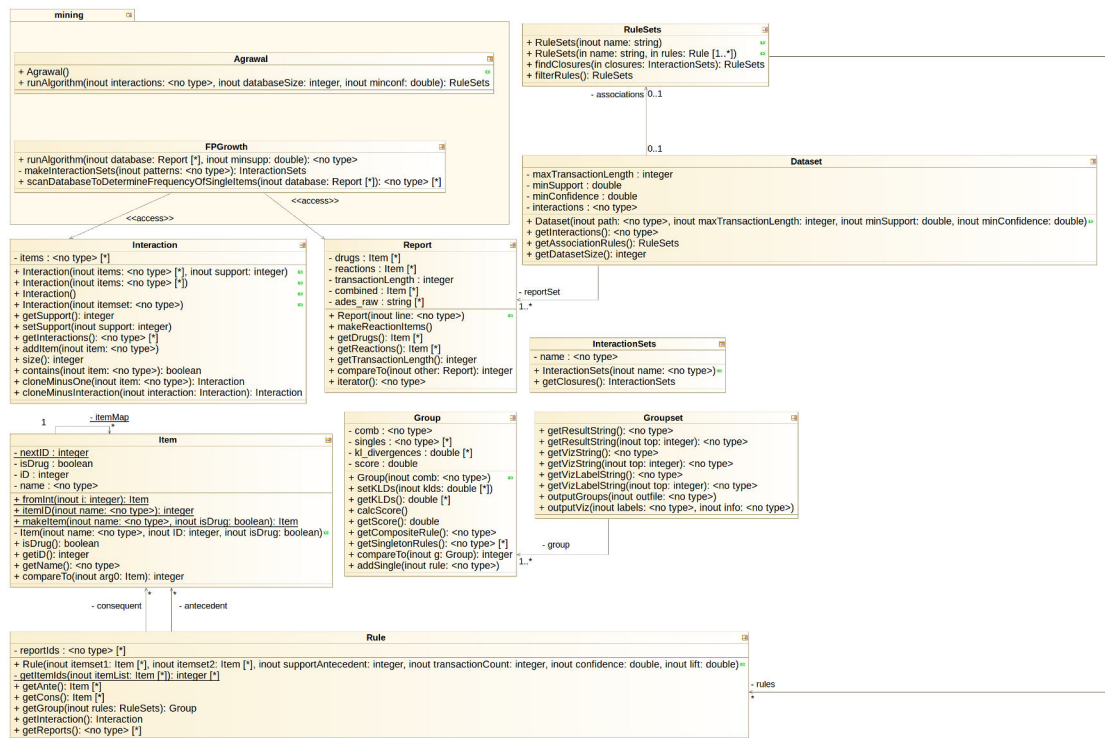 mining
Agrawal
+ Agrawal()
+ runAlgorithm(inout interactions: <no type>, inout databaseSize: integer, inout minconf: double): RuleSets
FPGrowth
+ runAlgorithm(inout database: Report [*], inout minsupp: double): <no type>
- makeInteractionSets(inout patterns: <no type>): InteractionSets
+ scanDatabaseToDetermineFrequencyOfSingleItems(inout database: Report [*]): <no type> [*]
<<access>>
<<access>>
RuleSets
+ RuleSets(inout name: string)
+ RuleSets(in name: string, in rules: Rule [1..*])
+ findClosures(in closures: InteractionSets): RuleSets
+ filterRules(): RuleSets
- associations
0..1
0..1
Dataset
- maxTransactionLength : integer
- minSupport : double
- minConfidence : double
- interactions : <no type>
+ Dataset(inout path: <no type>, inout maxTransactionLength: integer, inout minSupport: double, inout minConfidence: double)
+ getInteractions(): <no type>
+ getAssociationRules(): RuleSets
+ getDatasetSize(): integer
- reportSet
1..*
Interaction
- items : <no type> [*]
+ Interaction(inout items: <no type> [*], inout support: integer)
+ Interaction(inout items: <no type> [*])
+ Interaction()
+ Interaction(inout itemset: <no type>)
+ getSupport(): integer
+ setSupport(inout support: integer)
+ getInteractions(): <no type> [*]
+ addItem(inout item: <no type>)
+ size(): integer
+ contains(inout item: <no type>): boolean
+ cloneMinusOne(inout item: <no type>): Interaction
+ cloneMinusInteraction(inout interaction: Interaction): Interaction
Report
- drugs : Item [*]
- reactions : Item [*]
- transactionLength : integer
- combined : Item [*]
- ades_raw : string [*]
+ Report(inout line: <no type>)
+ makeReactionItems()
+ getDrugs(): Item [*]
+ getReactions(): Item [*]
+ getTransactionLength(): integer
+ compareTo(inout other: Report): integer
+ iterator(): <no type>
InteractionSets
- name : <no type>
+ InteractionSets(inout name: <no type>)
+ getClosures(): InteractionSets
1
- itemMap
*
Item
- nextID : integer
- isDrug : boolean
- iD : integer
- name : <no type>
+ fromInt(inout i: integer): Item
+ itemID(inout name: <no type>): integer
+ makeItem(inout name: <no type>, inout isDrug: boolean): Item
- Item(inout name: <no type>, inout ID: integer, inout isDrug: boolean)
+ isDrug(): boolean
+ getiD(): integer
+ getName(): <no type>
+ compareTo(inout arg0: Item): integer
Group
- comb : <no type>
- singles : <no type> [*]
- kl_divergences : double [*]
- score : double
+ Group(inout comb: <no type>)
+ setKLDs(inout klds: double [*])
+ getKLDs(): double [*]
+ calcScore()
+ getScore(): double
+ getCompositeRule(): <no type>
+ getSingletonRules(): <no type> [*]
+ compareTo(inout g: Group): integer
+ addSingle(inout rule: <no type>)
Groupset
+ getResultString(): <no type>
+ getResultString(inout top: integer): <no type>
+ getVizString(): <no type>
+ getVizString(inout top: integer): <no type>
+ getVizLabelString(): <no type>
+ getVizLabelString(inout top: integer): <no type>
+ outputGroups(inout outfile: <no type>)
+ outputViz(inout labels: <no type>, inout info: <no type>)
- group
1..*
*
*
- consequent
- antecedent
Rule
- reportIds : <no type> [*]
+ Rule(inout itemset1: Item [*], inout itemset2: Item [*], inout supportAntecedent: integer, inout transactionCount: integer, inout confidence: double, inout lift: double)
- getItemIds(inout itemList: Item [*]): integer [*]
+ getAnte(): Item [*]
+ getCons(): Item [*]
+ getGroup(inout rules: RuleSets): Group
+ getInteraction(): Interaction
+ getReports(): <no type> [*]
- rules
*